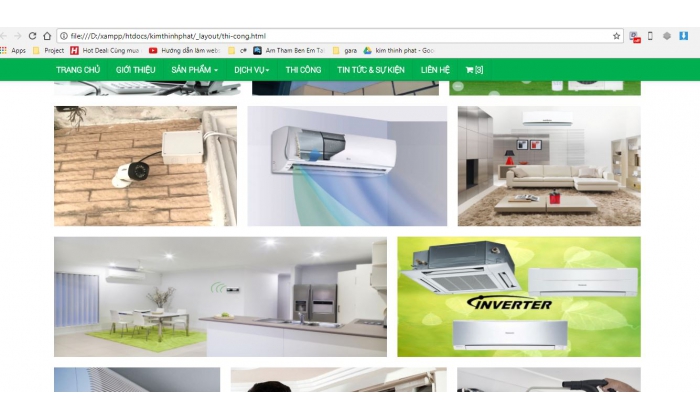 file:///D:/xampp/htdocs/kimthinhphat/_layout/thi-cong.html
Apps Project Hot Deal: Cùng mua Hướng dẫn làm web c# Am Tham Ben Em Ta gara kim thinh phat - Goo
TRANG CHỦ GIỚI THIỆU SẢN PHẨM DỊCH VỤ THI CÔNG TIN TỨC & SỰ KIỆN LIÊN HỆ [3]
INVERTER